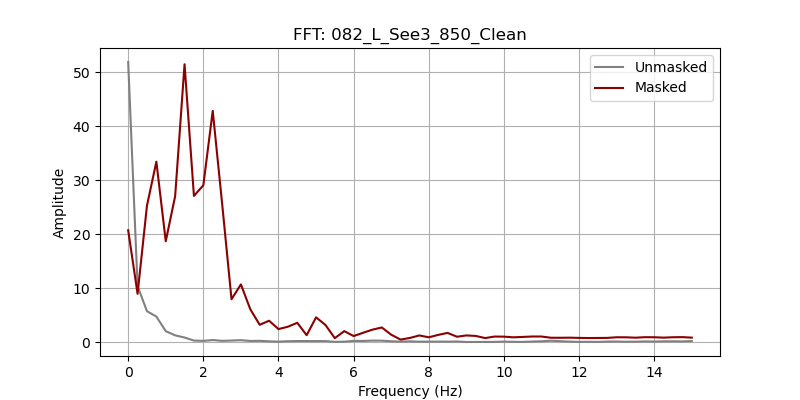 FFT: 082_L_See3_850_Clean
Unmasked
Masked
Amplitude
50
40
30
20
10
0
0 2 4 6 8 10 12 14
Frequency (Hz)